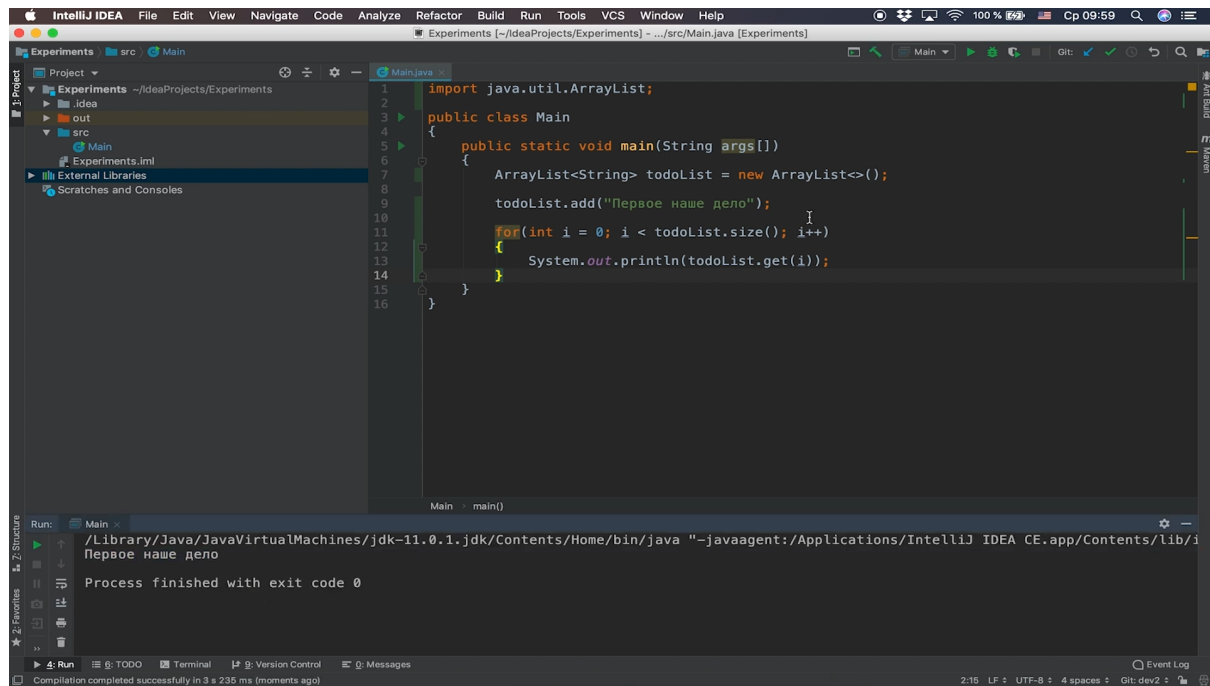 IntelliJ IDEA File Edit View Navigate Code Analyze Refactor Build Run Tools VCS Window Help 100 % Ср 09:59
Experiments [~/IdeaProjects/Experiments] - .../src/Main.java [Experiments]
Experiments src Main Main Git:
Project Main.java
1: Project
Experiments ~/IdeaProjects/Experiments
.idea
out
src
Main
Experiments.iml
External Libraries
Scratches and Consoles
1 import java.util.ArrayList;
2
3 public class Main
4 {
5 public static void main(String args[])
6 {
7 ArrayList<String> todoList = new ArrayList<>();
8
9 todoList.add("Первое наше дело");
10
11 for(int i = 0; i < todoList.size(); i++)
12 {
13 System.out.println(todoList.get(i));
14 }
15 }
16 }
Ant Build
Maven
Main main()
2: Structure
2: Favorites
Run: Main
/Library/Java/JavaVirtualMachines/jdk-11.0.1.jdk/Contents/Home/bin/java "-javaagent:/Applications/IntelliJ IDEA CE.app/Contents/lib/i
Первое наше дело
Process finished with exit code 0
4: Run 6: TODO Terminal 9: Version Control 0: Messages Event Log
Compilation completed successfully in 3 s 235 ms (moments ago) 2:15 LF UTF-8 4 spaces Git: dev2